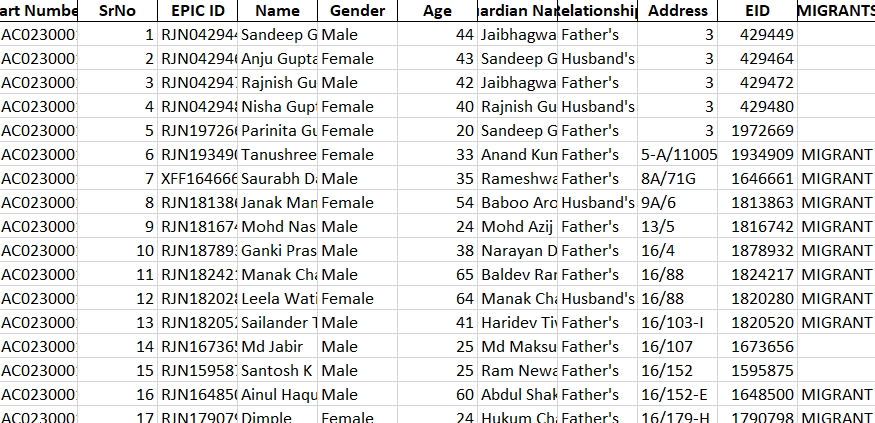 art Numbe SrNo EPIC ID Name Gender Age ardian Na elationship Address EID MIGRANTS
AC023000 1 RJN04294 Sandeep G Male 44 Jaibhagwa Father's 3 429449
AC023000 2 RJN04294 Anju Gupta Female 43 Sandeep G Husband's 3 429464
AC023000 3 RJN04294 Rajnish Gu Male 42 Jaibhagwa Father's 3 429472
AC023000 4 RJN04294 Nisha Gupt Female 40 Rajnish Gu Husband's 3 429480
AC023000 5 RJN19726 Parinita Gu Female 20 Sandeep G Father's 3 1972669
AC023000 6 RJN19349 Tanushree Female 33 Anand Kum Father's 5-A/11005 1934909 MIGRANT
AC023000 7 XFF164666 Saurabh Da Male 35 Rameshwa Father's 8A/71G 1646661 MIGRANT
AC023000 8 RJN18138 Janak Man Female 54 Baboo Aro Husband's 9A/6 1813863 MIGRANT
AC023000 9 RJN18167 Mohd Nas Male 24 Mohd Azij Father's 13/5 1816742 MIGRANT
AC023000 10 RJN18789 Ganki Pras Male 38 Narayan D Father's 16/4 1878932 MIGRANT
AC023000 11 RJN18242 Manak Cha Male 65 Baldev Ram Father's 16/88 1824217 MIGRANT
AC023000 12 RJN18202 Leela Wati Female 64 Manak Cha Husband's 16/88 1820280 MIGRANT
AC023000 13 RJN18205 Sailander T Male 41 Haridev Tiv Father's 16/103-I 1820520 MIGRANT
AC023000 14 RJN16736 Md Jabir Male 25 Md Maksu Father's 16/107 1673656
AC023000 15 RJN15958 Santosh K Male 25 Ram Newa Father's 16/152 1595875
AC023000 16 RJN16485 Ainul Haqu Male 60 Abdul Shak Father's 16/152-E 1648500 MIGRANT
AC023000 17 RJN17907 Dimple Female 24 Hukum Cha Father's 16/179-H 1790798 MIGRANT